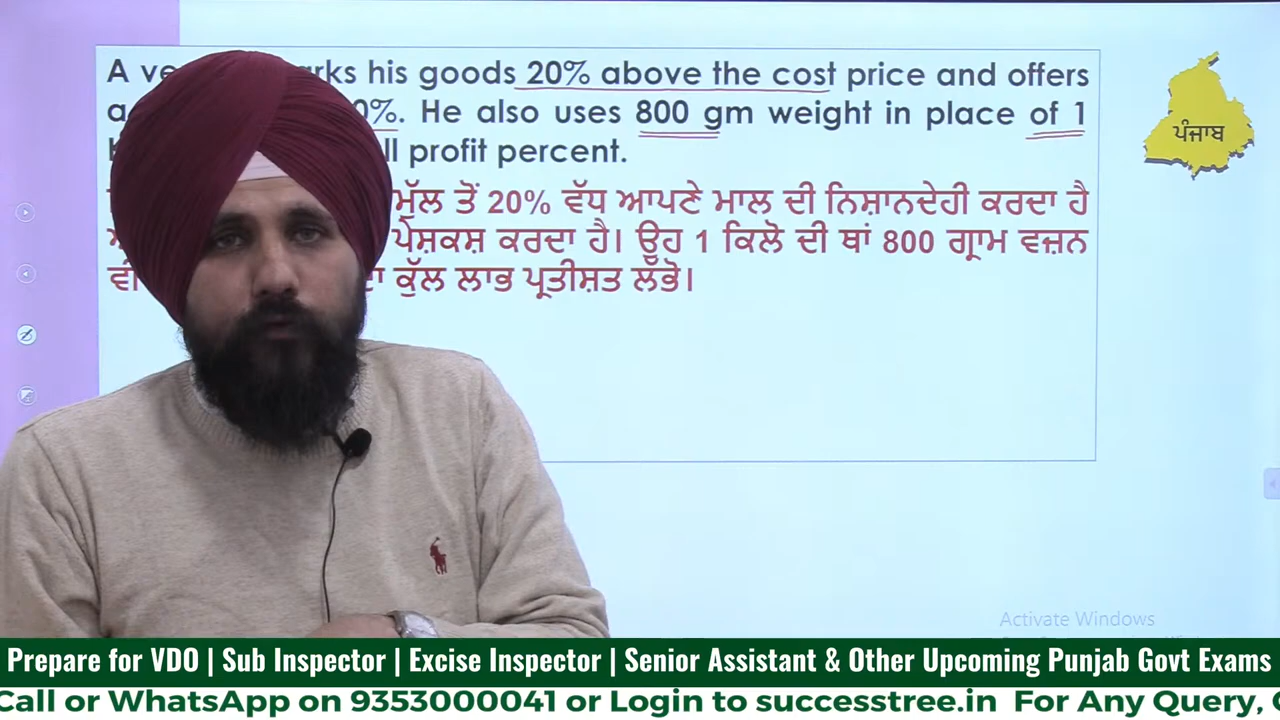 A rks his goods 20% above the cost price and offers
0%. He also uses 800 gm weight in place of 1
ll profit percent.
ਮੁੱਲ ਤੋਂ 20% ਵੱਧ ਆਪਣੇ ਮਾਲ ਦੀ ਨਿਸ਼ਾਨਦੇਹੀ ਕਰਦਾ ਹੈ
ਪੇਸ਼ਕਸ਼ ਕਰਦਾ ਹੈ। ਉਹ 1 ਕਿਲੋ ਦੀ ਥਾਂ 800 ਗ੍ਰਾਮ ਵਜ਼ਨ
ਕੁੱਲ ਲਾਭ ਪ੍ਰਤੀਸ਼ਤ ਲੱਭੋ।
ਪੰਜਾਬ
Activate Windows
Prepare for VDO | Sub Inspector | Excise Inspector | Senior Assistant & Other Upcoming Punjab Govt Exams
Call or WhatsApp on 9353000041 or Login to successtree.in For Any Query,